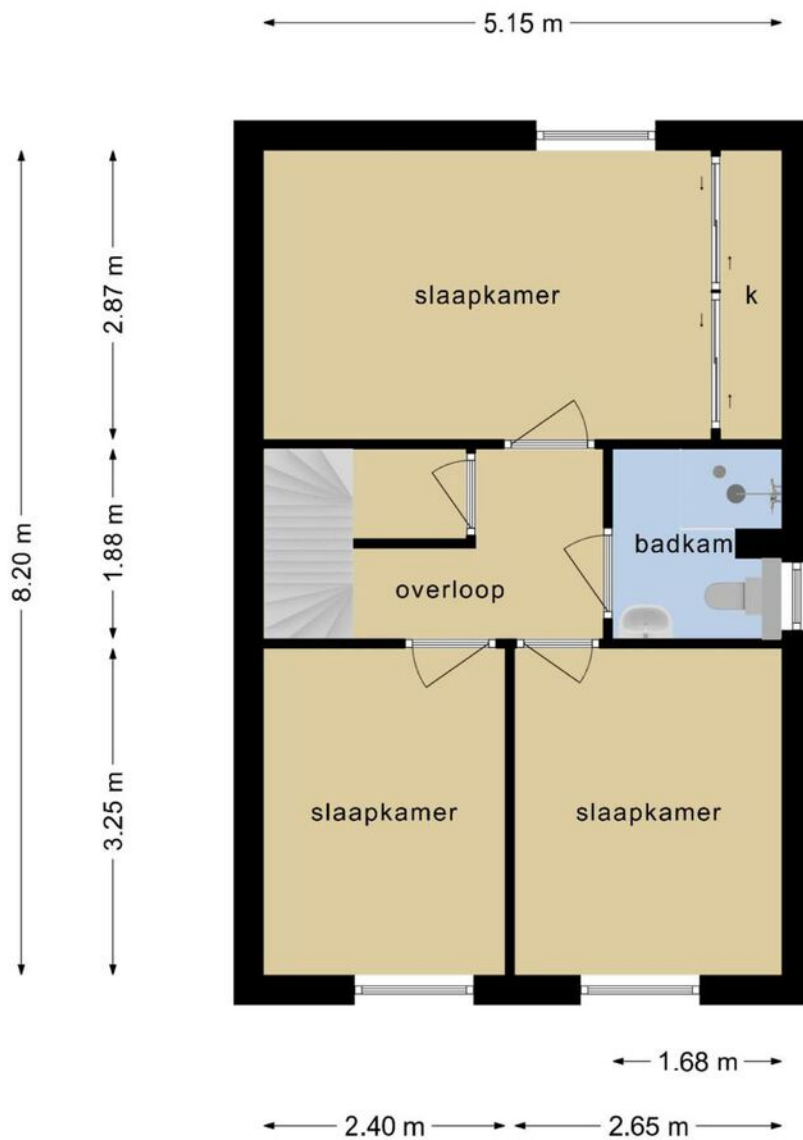 5.15 m
2.87 m
slaapkamer
k
8.20 m
1.88 m
badkam
overloop
3.25 m
slaapkamer
slaapkamer
1.68 m
2.40 m
2.65 m